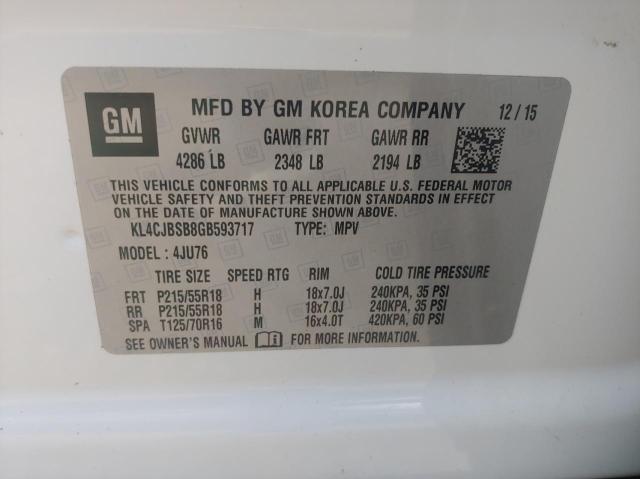 GM
MFD BY GM KOREA COMPANY 12/15
GVWR GAWR FRT GAWR RR
4286 LB 2348 LB 2194 LB
THIS VEHICLE CONFORMS TO ALL APPLICABLE U.S. FEDERAL MOTOR
VEHICLE SAFETY AND THEFT PREVENTION STANDARDS IN EFFECT
ON THE DATE OF MANUFACTURE SHOWN ABOVE.
KL4CJBSB8GB593717 TYPE: MPV
MODEL: 4JU76
TIRE SIZE SPEED RTG RIM COLD TIRE PRESSURE
FRT P215/55R18 H 18x7.0J 240KPA, 35 PSI
RR P215/55R18 H 18x7.0J 240KPA, 35 PSI
SPA T125/70R16 M 16x4.0T 420KPA, 60 PSI
SEE OWNER'S MANUAL FOR MORE INFORMATION